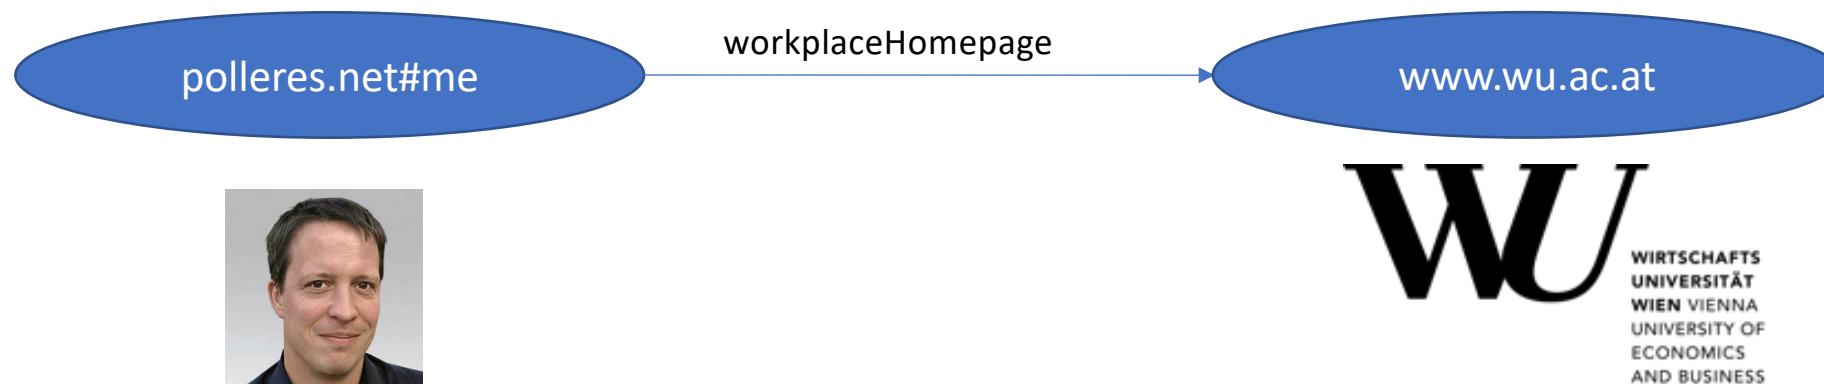 workplaceHomepage
polleres.net#me
www.wu.ac.at
WU
WIRTSCHAFTS
UNIVERSITÄT
WIEN VIENNA
UNIVERSITY OF
ECONOMICS
AND BUSINESS